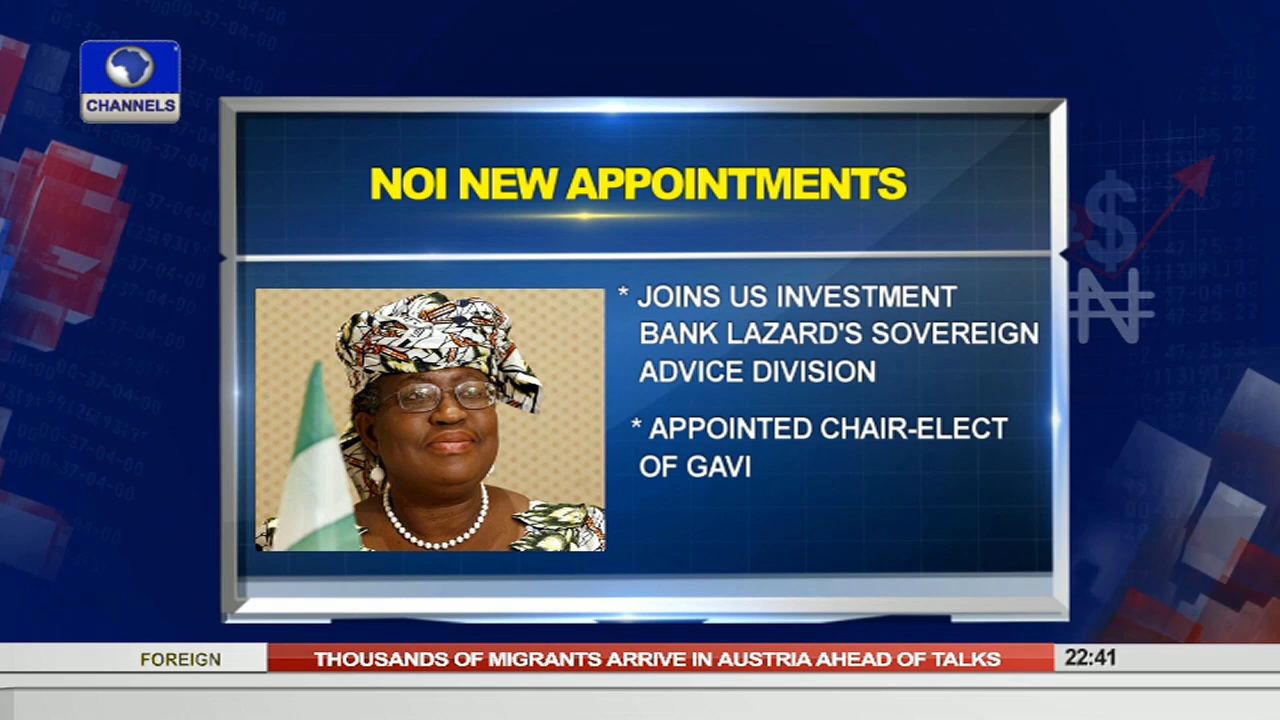 CHANNELS
NOI NEW APPOINTMENTS
* JOINS US INVESTMENT
BANK LAZARD'S SOVEREIGN
ADVICE DIVISION
* APPOINTED CHAIR-ELECT
OF GAVI
$
₦
FOREIGN
THOUSANDS OF MIGRANTS ARRIVE IN AUSTRIA AHEAD OF TALKS
22:41